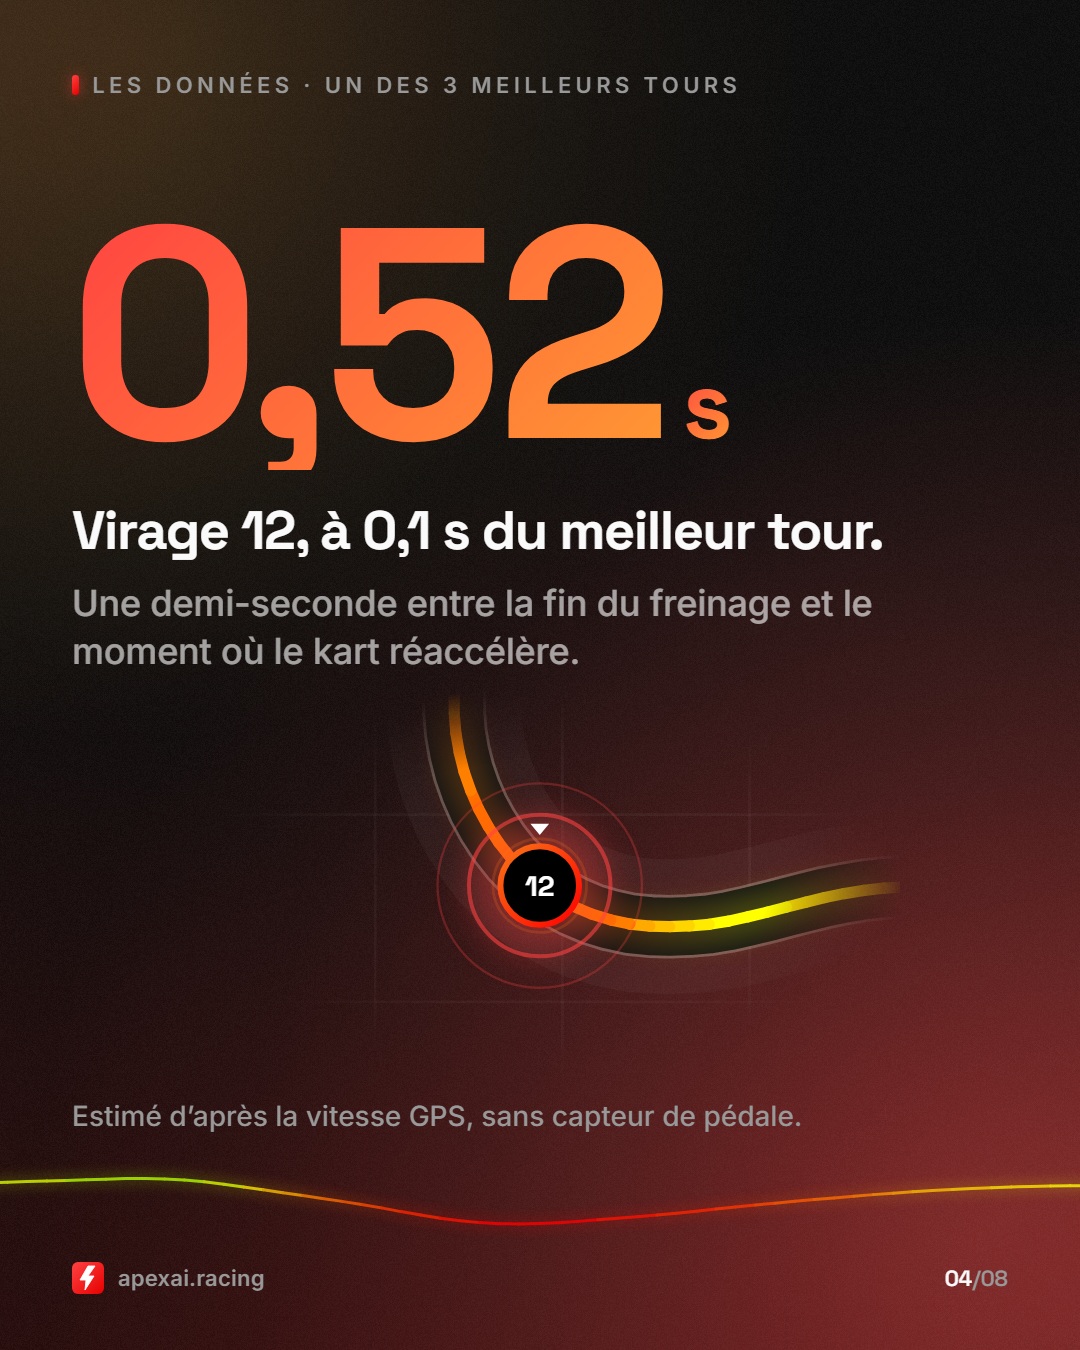 LES DONNÉES · UN DES 3 MEILLEURS TOURS
0,52 s
Virage 12, à 0,1 s du meilleur tour.
Une demi-seconde entre la fin du freinage et le
moment où le kart réaccélère.
12
Estimé d’après la vitesse GPS, sans capteur de pédale.
apexai.racing
04/08